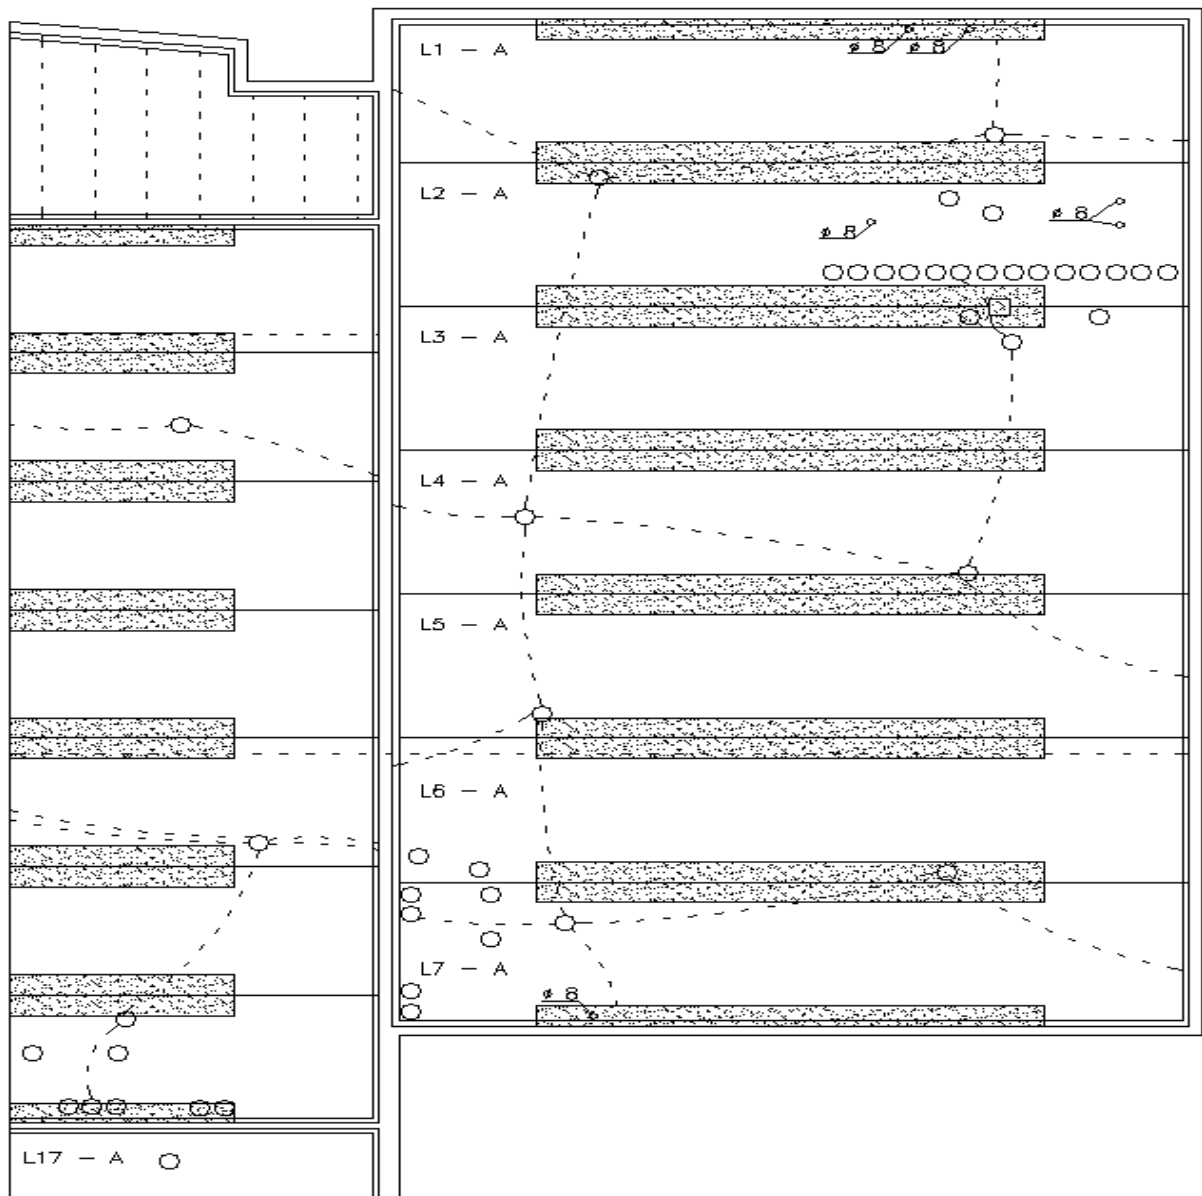 L1 - A
ø 8 ø 8
L2 - A
ø 8
ø 8
L3 - A
L4 - A
L5 - A
L6 - A
L7 - A
ø 8
L17 - A